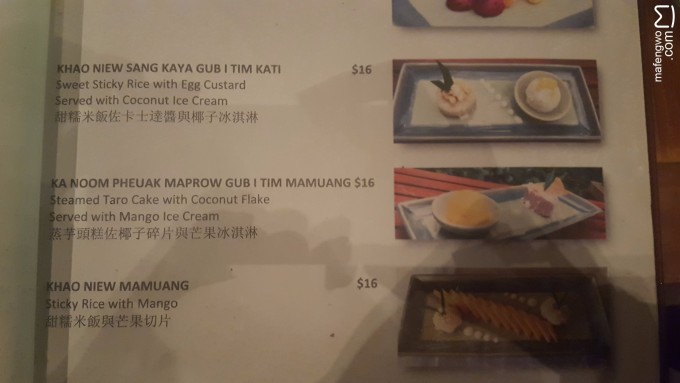 KHAO NIEW SANG KAYA GUB I TIM KATI $16
Sweet Sticky Rice with Egg Custard
Served with Coconut Ice Cream
甜糯米飯佐卡士達醬與椰子冰淇淋
KA NOOM PHEUAK MAPROW GUB I TIM MAMUANG $16
Steamed Taro Cake with Coconut Flake
Served with Mango Ice Cream
蒸芋頭糕佐椰子碎片與芒果冰淇淋
KHAO NIEW MAMUANG $16
Sticky Rice with Mango
甜糯米飯與芒果切片
mafengwo
.com